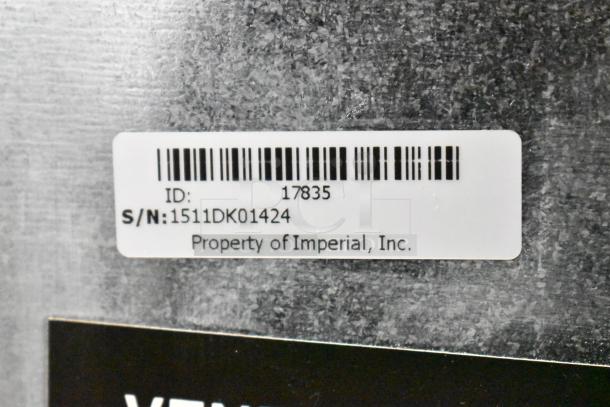 ID: 17835
S/N:1511DK01424
Property of Imperial, Inc.